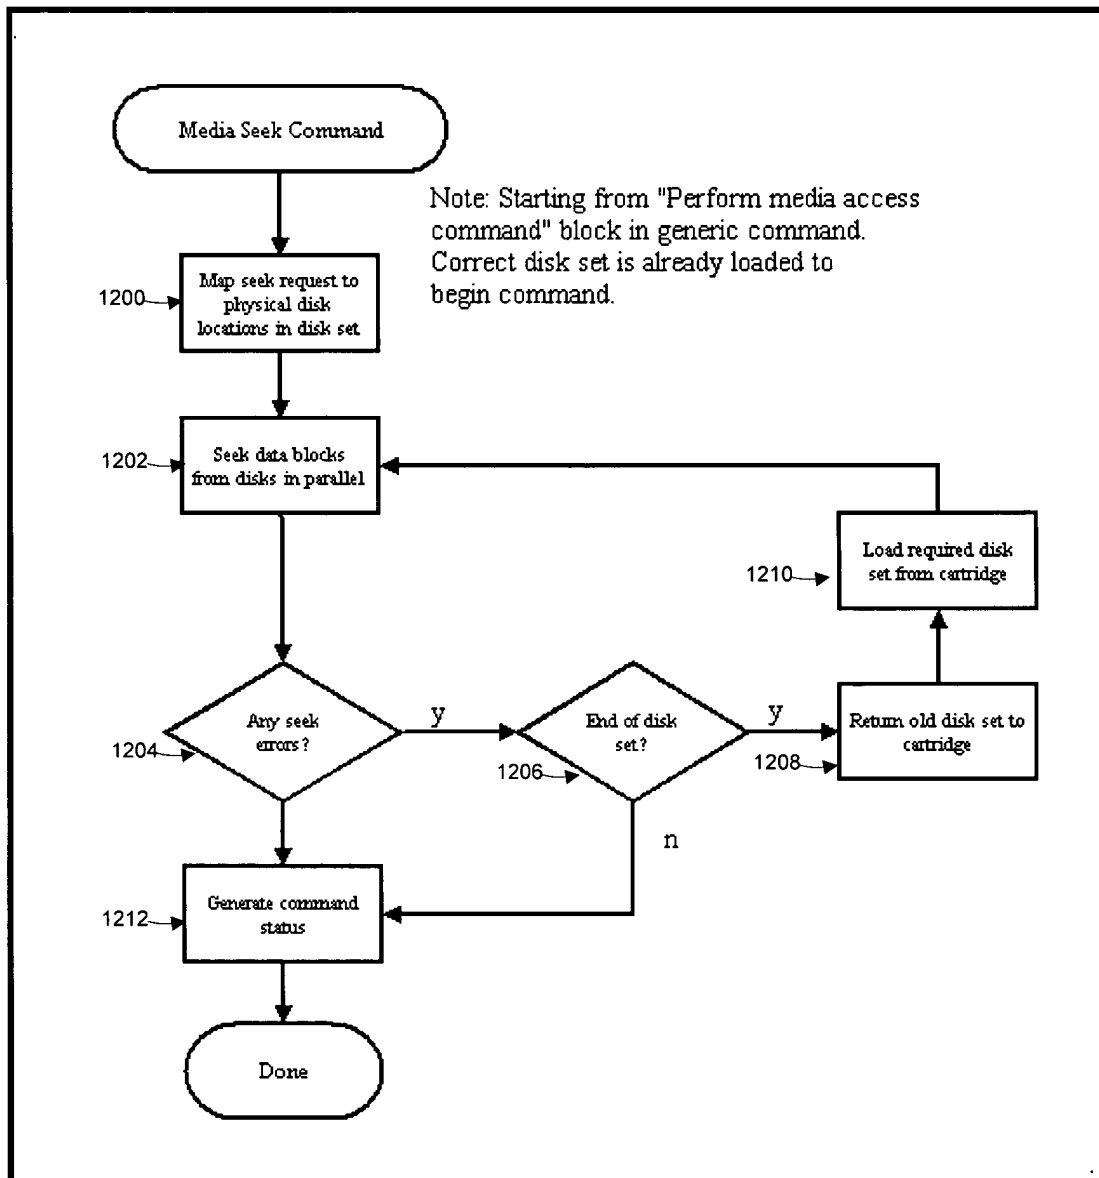 Media Seek Command
Note: Starting from "Perform media access
command" block in generic command.
Correct disk set is already loaded to
begin command.
1200
Map seek request to
physical disk
locations in disk set
1202
Seek data blocks
from disks in parallel
1210
Load required disk
set from cartridge
Any seek
errors?
1204
y
End of disk
set?
1206
y
Return old disk set to
cartridge
1208
n
Generate command
status
1212
Done